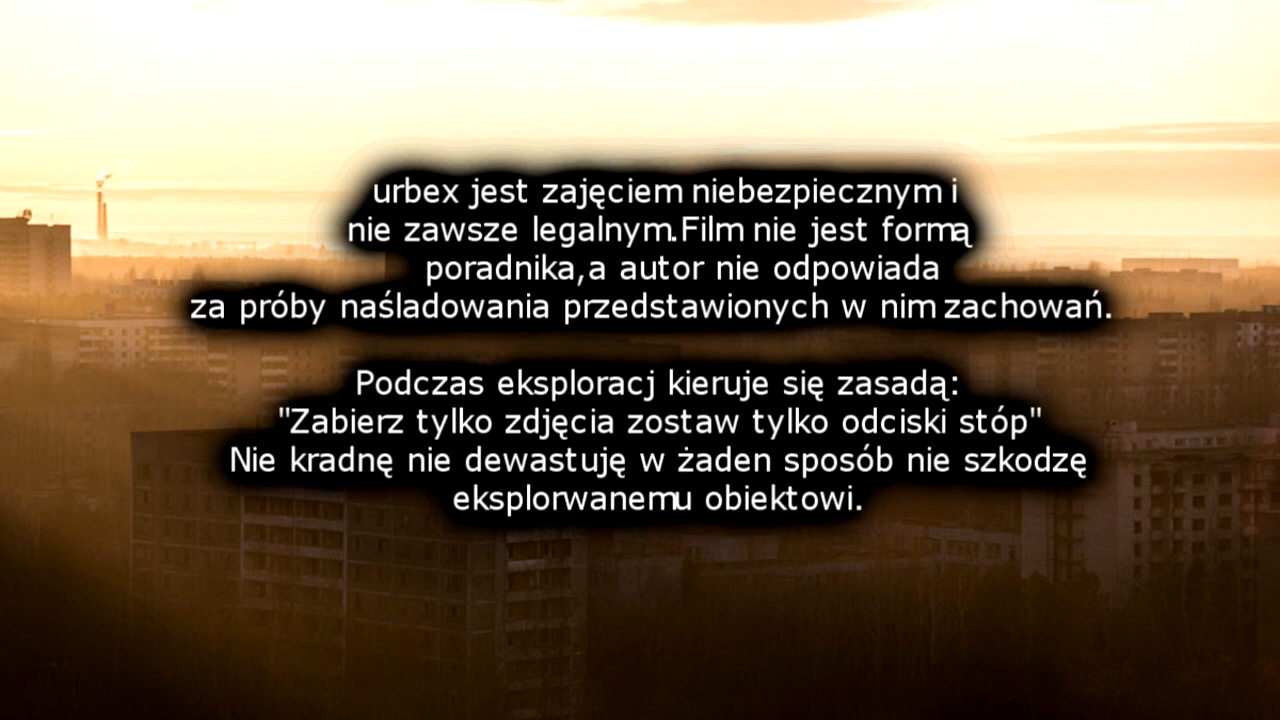 urbex jest zajęciem niebezpiecznym i
nie zawsze legalnym.Film nie jest formą
poradnika,a autor nie odpowiada
za próby naśladowania przedstawionych w nim zachowań.
Podczas eksploracj kieruje się zasadą:
"Zabierz tylko zdjęcia zostaw tylko odciski stóp"
Nie kradnę nie dewastuję w żaden sposób nie szkodzę
eksplorwanemu obiektowi.